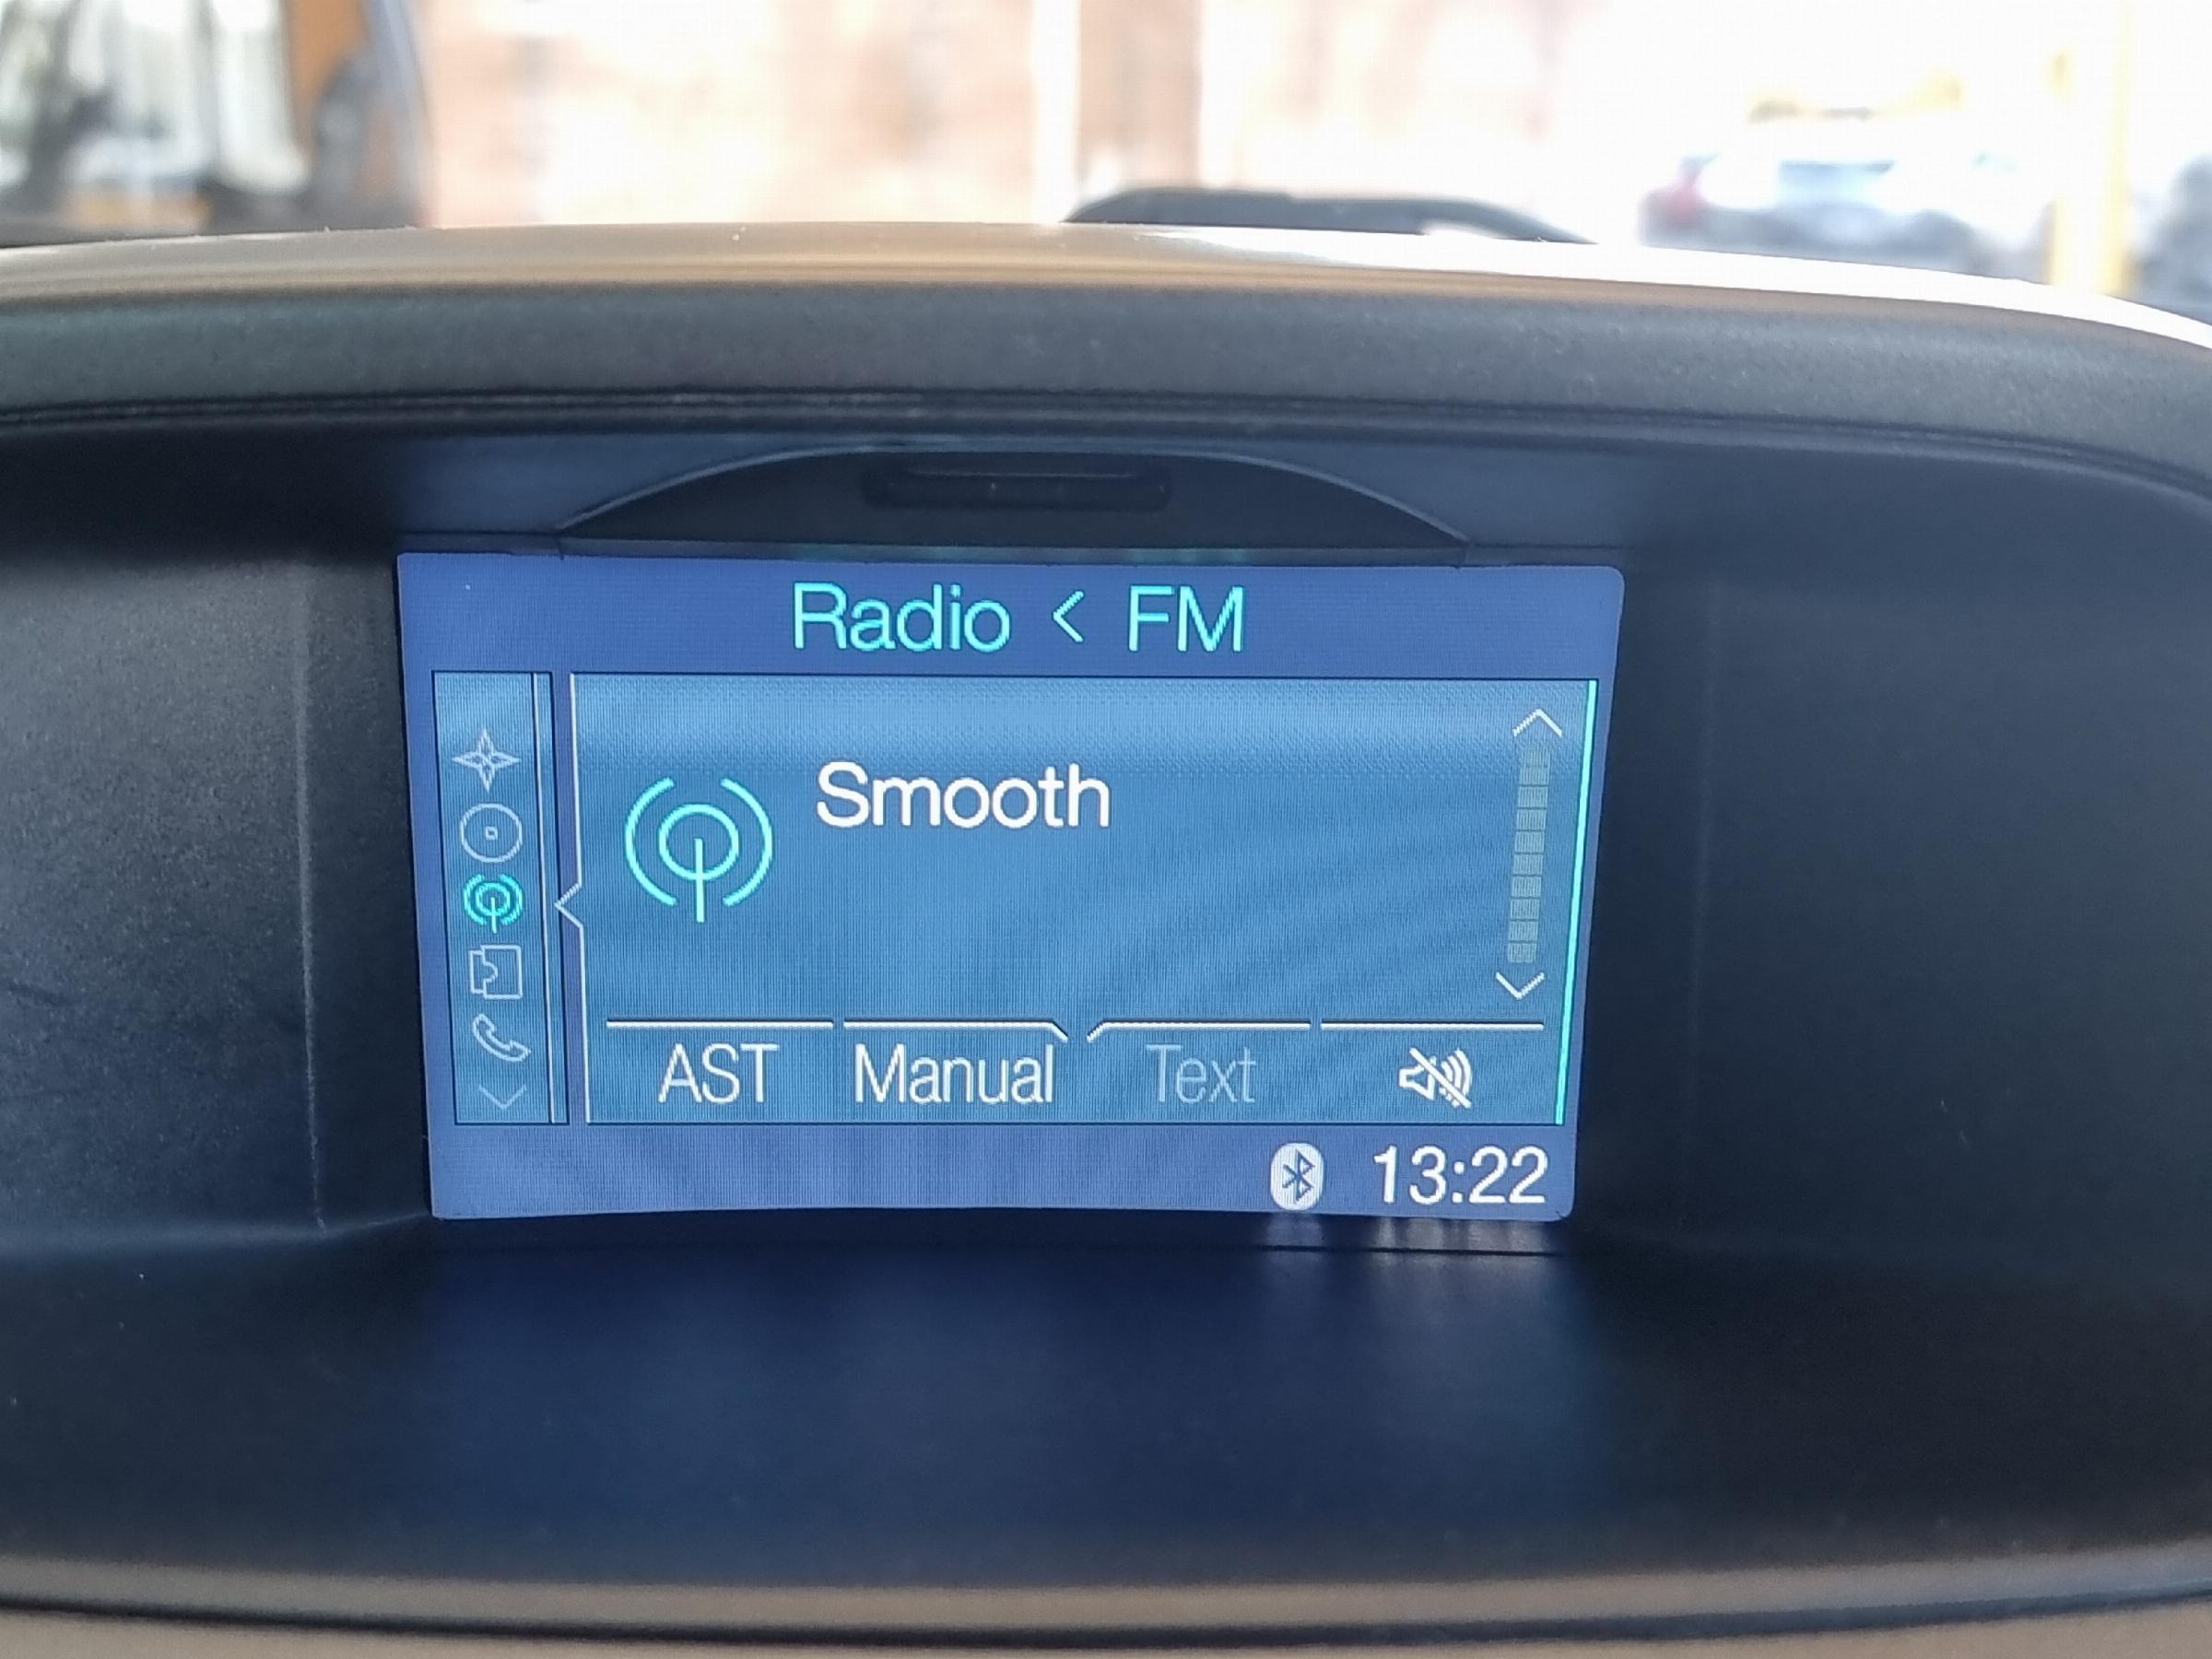 Radio < FM
Smooth
AST Manual Text
13:22